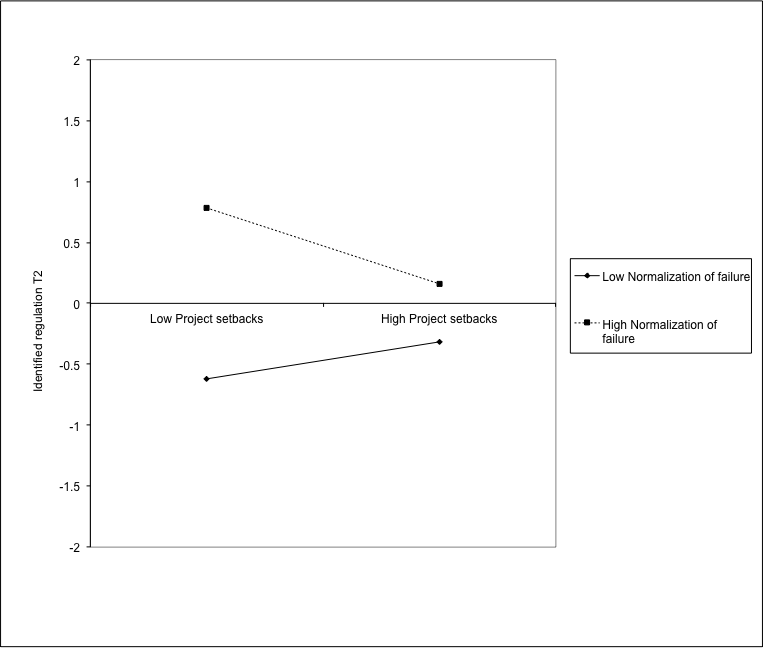 2
1.5
1
0.5
0
-0.5
-1
-1.5
-2
Identified regulation T2
Low Project setbacks
High Project setbacks
Low Normalization of failure
High Normalization of
failure